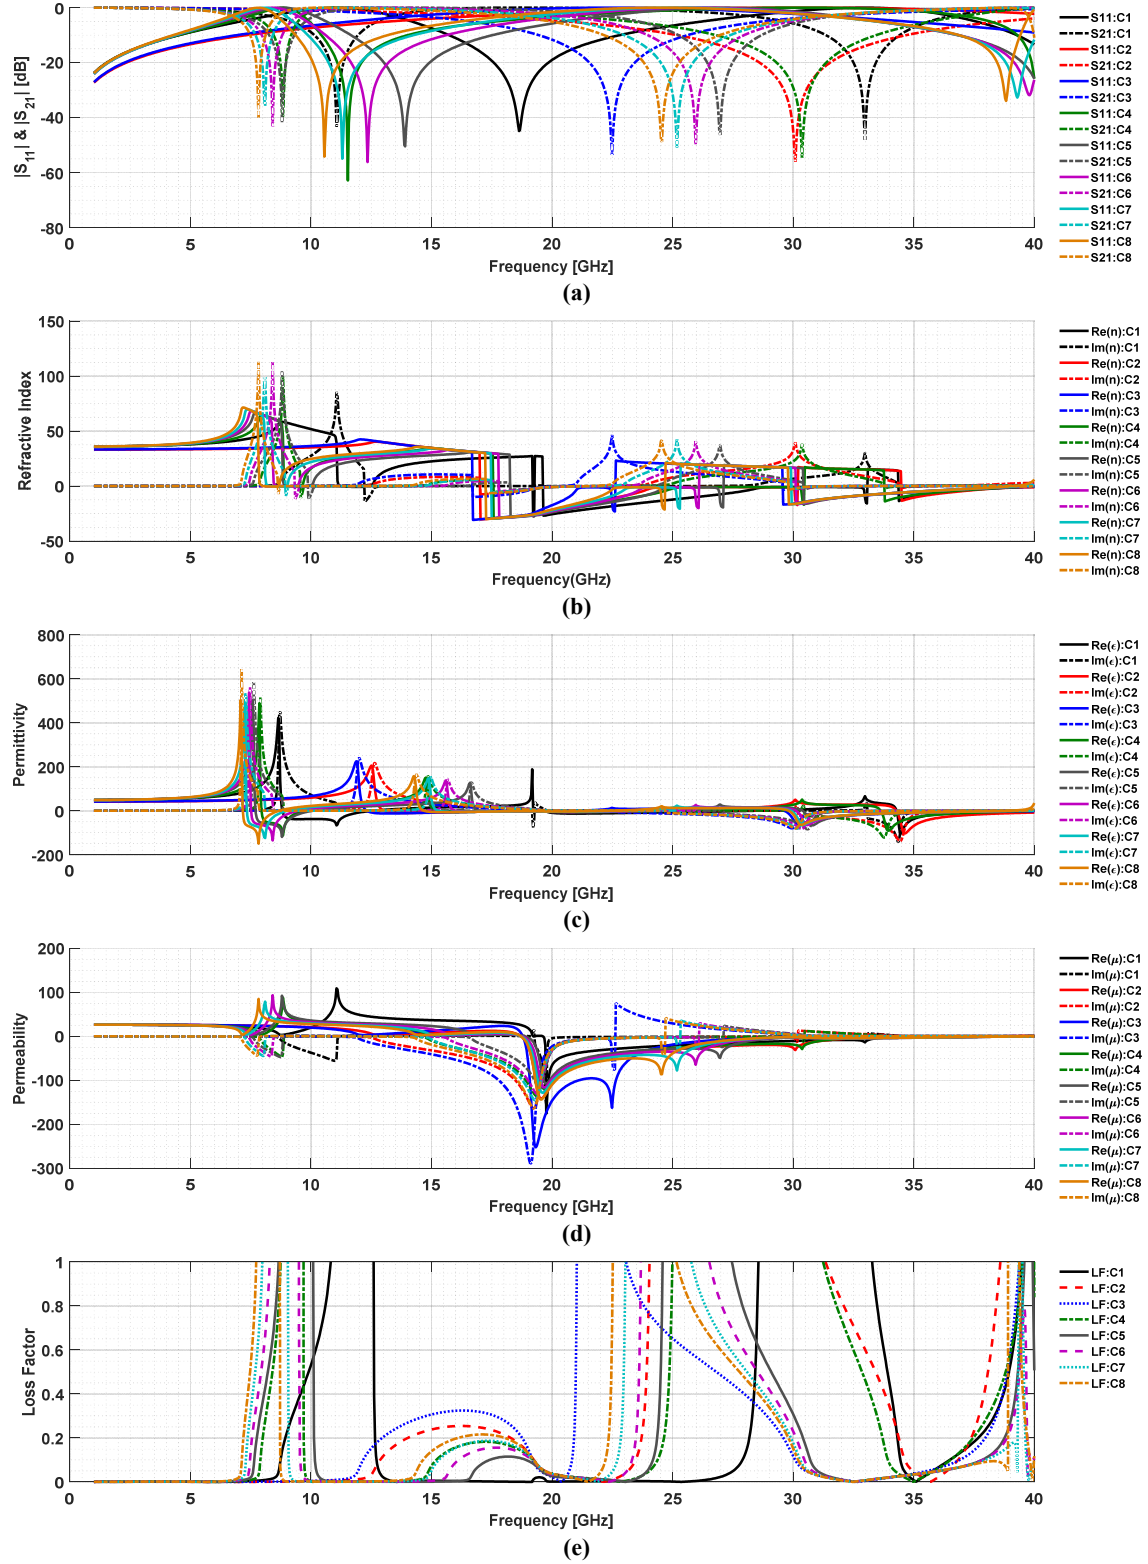 |S11| & |S21| [dB]
0
-20
-40
-60
-80
0 5 10 15 20 25 30 35 40
Frequency [GHz]
S11:C1
S21:C1
S11:C2
S21:C2
S11:C3
S21:C3
S11:C4
S21:C4
S11:C5
S21:C5
S11:C6
S21:C6
S11:C7
S21:C7
S11:C8
S21:C8
(a)
Refractive Index
150
100
50
0
-50
0 5 10 15 20 25 30 35 40
Frequency(GHz)
Re(n):C1
Im(n):C1
Re(n):C2
Im(n):C2
Re(n):C3
Im(n):C3
Re(n):C4
Im(n):C4
Re(n):C5
Im(n):C5
Re(n):C6
Im(n):C6
Re(n):C7
Im(n):C7
Re(n):C8
Im(n):C8
(b)
Permittivity
800
600
400
200
0
-200
0 5 10 15 20 25 30 35 40
Frequency [GHz]
Re(ϵ):C1
Im(ϵ):C1
Re(ϵ):C2
Im(ϵ):C2
Re(ϵ):C3
Im(ϵ):C3
Re(ϵ):C4
Im(ϵ):C4
Re(ϵ):C5
Im(ϵ):C5
Re(ϵ):C6
Im(ϵ):C6
Re(ϵ):C7
Im(ϵ):C7
Re(ϵ):C8
Im(ϵ):C8
(c)
Permeability
200
100
0
-100
-200
-300
0 5 10 15 20 25 30 35 40
Frequency [GHz]
Re(μ):C1
Im(μ):C1
Re(μ):C2
Im(μ):C2
Re(μ):C3
Im(μ):C3
Re(μ):C4
Im(μ):C4
Re(μ):C5
Im(μ):C5
Re(μ):C6
Im(μ):C6
Re(μ):C7
Im(μ):C7
Re(μ):C8
Im(μ):C8
(d)
Loss Factor
1
0.8
0.6
0.4
0.2
0
0 5 10 15 20 25 30 35 40
Frequency [GHz]
LF:C1
LF:C2
LF:C3
LF:C4
LF:C5
LF:C6
LF:C7
LF:C8
(e)